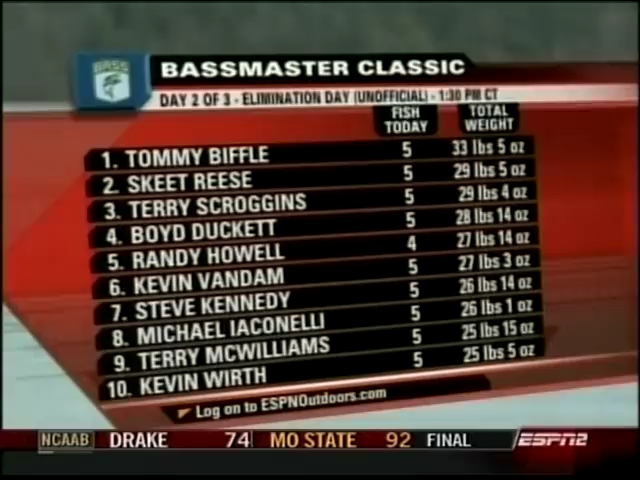 BASS
BASSMASTER CLASSIC
DAY 2 OF 3 - ELIMINATION DAY (UNOFFICIAL) - 1:30 PM CT
FISH TODAY TOTAL WEIGHT
1. TOMMY BIFFLE 5 33 lbs 5 oz
2. SKEET REESE 5 29 lbs 5 oz
3. TERRY SCROGGINS 5 29 lbs 4 oz
4. BOYD DUCKETT 5 28 lbs 14 oz
5. RANDY HOWELL 4 27 lbs 14 oz
6. KEVIN VANDAM 5 27 lbs 3 oz
7. STEVE KENNEDY 5 26 lbs 14 oz
8. MICHAEL IACONELLI 5 26 lbs 1 oz
9. TERRY MCWILLIAMS 5 25 lbs 15 oz
10. KEVIN WIRTH 5 25 lbs 5 oz
Log on to ESPNOutdoors.com
NCAAB DRAKE 74 MO STATE 92 FINAL ESPN2